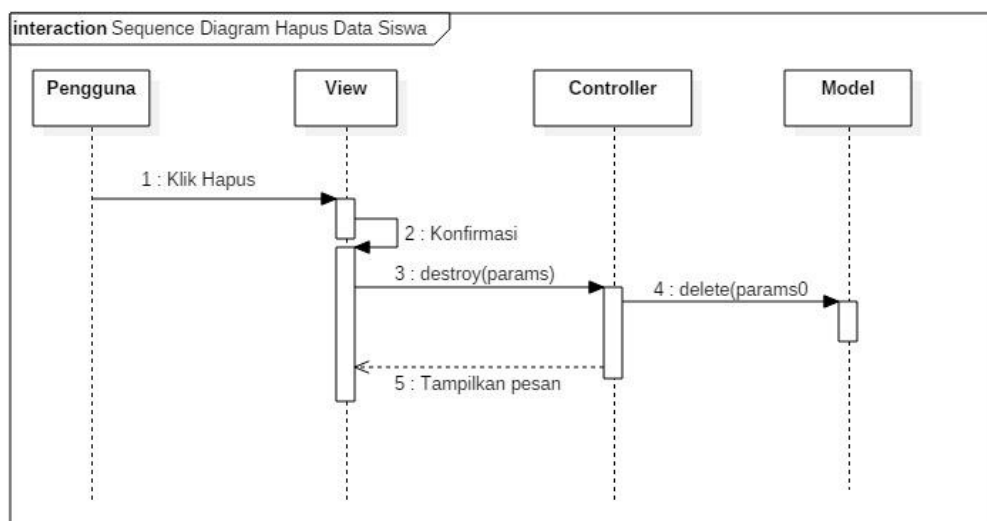 interaction Sequence Diagram Hapus Data Siswa
Pengguna
View
Controller
Model
1 : Klik Hapus
2 : Konfirmasi
3 : destroy(params)
4 : delete(params0
5 : Tampilkan pesan